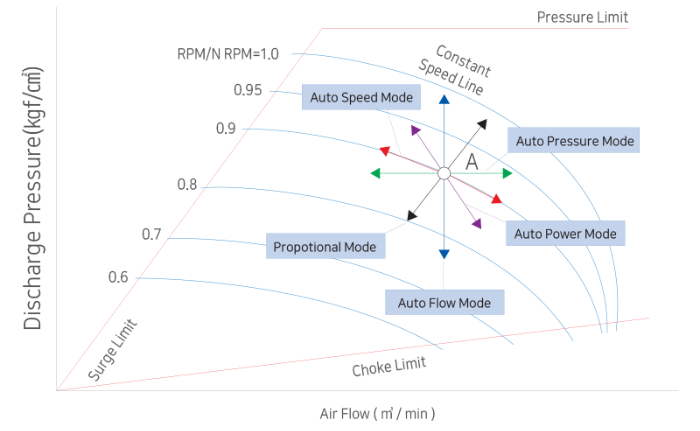 Pressure Limit
RPM/N RPM=1.0
Constant
Speed Line
0.95
Auto Speed Mode
0.9
Auto Pressure Mode
A
0.8
Auto Power Mode
0.7
Propotional Mode
0.6
Auto Flow Mode
Discharge Pressure(kgf/㎠)
Surge Limit
Choke Limit
Air Flow ( ㎥ / min )